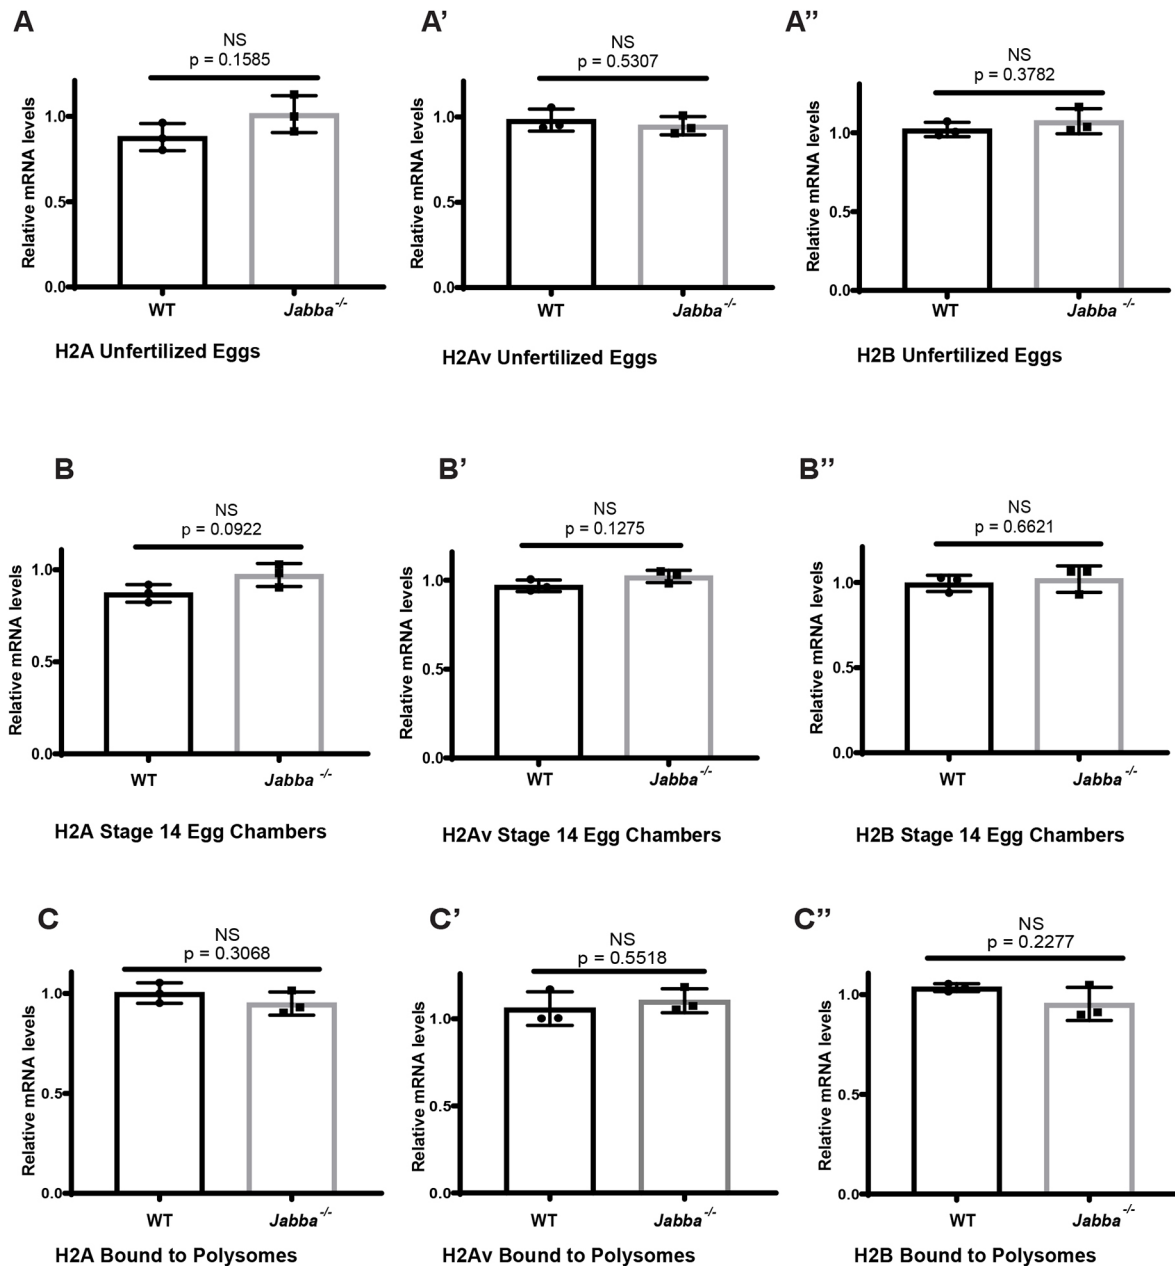 A
NS
p = 0.1585
Relative mRNA levels
1.0
0.5
0.0
WT
Jabba -/-
H2A Unfertilized Eggs
A’
NS
p = 0.5307
Relative mRNA levels
1.0
0.5
0.0
WT
Jabba -/-
H2Av Unfertilized Eggs
A’’
NS
p = 0.3782
Relative mRNA levels
1.0
0.5
0.0
WT
Jabba -/-
H2B Unfertilized Eggs
B
NS
p = 0.0922
Relative mRNA levels
1.0
0.5
0.0
WT
Jabba -/-
H2A Stage 14 Egg Chambers
B’
NS
p = 0.1275
Relative mRNA levels
1.0
0.5
0.0
WT
Jabba -/-
H2Av Stage 14 Egg Chambers
B’’
NS
p = 0.6621
Relative mRNA levels
1.0
0.5
0.0
WT
Jabba -/-
H2B Stage 14 Egg Chambers
C
NS
p = 0.3068
Relative mRNA levels
1.0
0.5
0.0
WT
Jabba -/-
H2A Bound to Polysomes
C’
NS
p = 0.5518
Relative mRNA levels
1.0
0.5
0.0
WT
Jabba -/-
H2Av Bound to Polysomes
C’’
NS
p = 0.2277
Relative mRNA levels
1.0
0.5
0.0
WT
Jabba -/-
H2B Bound to Polysomes